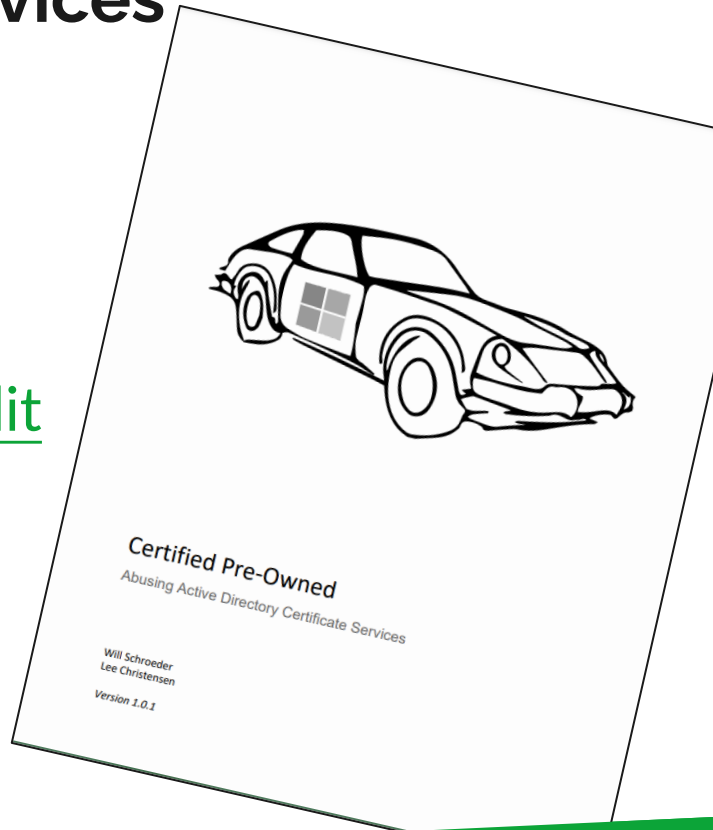 vices
lit
Certified Pre-Owned
Abusing Active Directory Certificate Services
Will Schroeder
Lee Christensen
Version 1.0.1